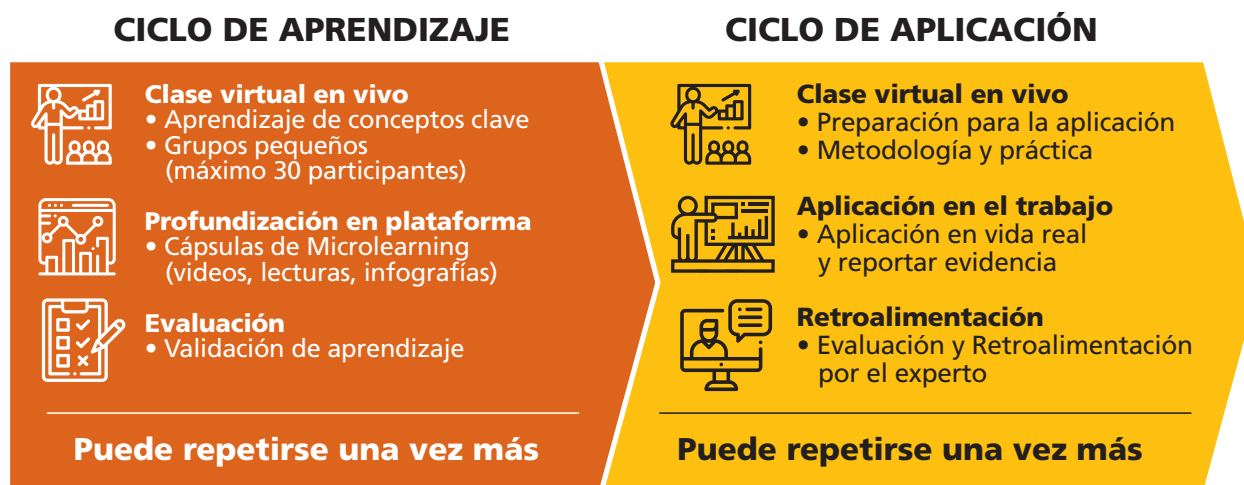 CICLO DE APRENDIZAJE
Clase virtual en vivo
• Aprendizaje de conceptos clave
• Grupos pequeños
(máximo 30 participantes)
Profundización en plataforma
• Cápsulas de Microlearning
(videos, lecturas, infografías)
Evaluación
• Validación de aprendizaje
Puede repetirse una vez más
CICLO DE APLICACIÓN
Clase virtual en vivo
• Preparación para la aplicación
• Metodología y práctica
Aplicación en el trabajo
• Aplicación en vida real
y reportar evidencia
Retroalimentación
• Evaluación y Retroalimentación
por el experto
Puede repetirse una vez más